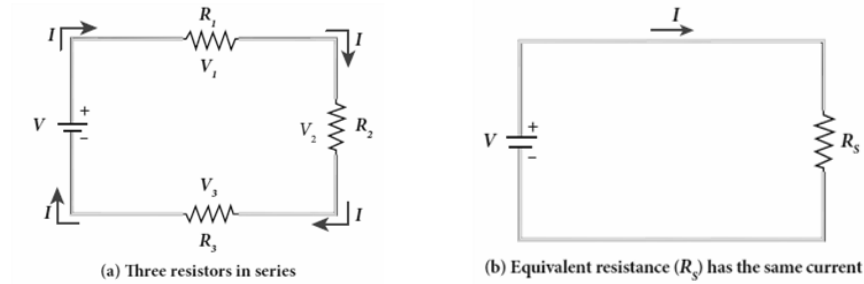 R₁
I
I
V₁
+
V
-
V₂
R₂
V₃
I
I
R₃
(a) Three resistors in series
I
+
V
-
Rₛ
(b) Equivalent resistance (Rₛ) has the same current